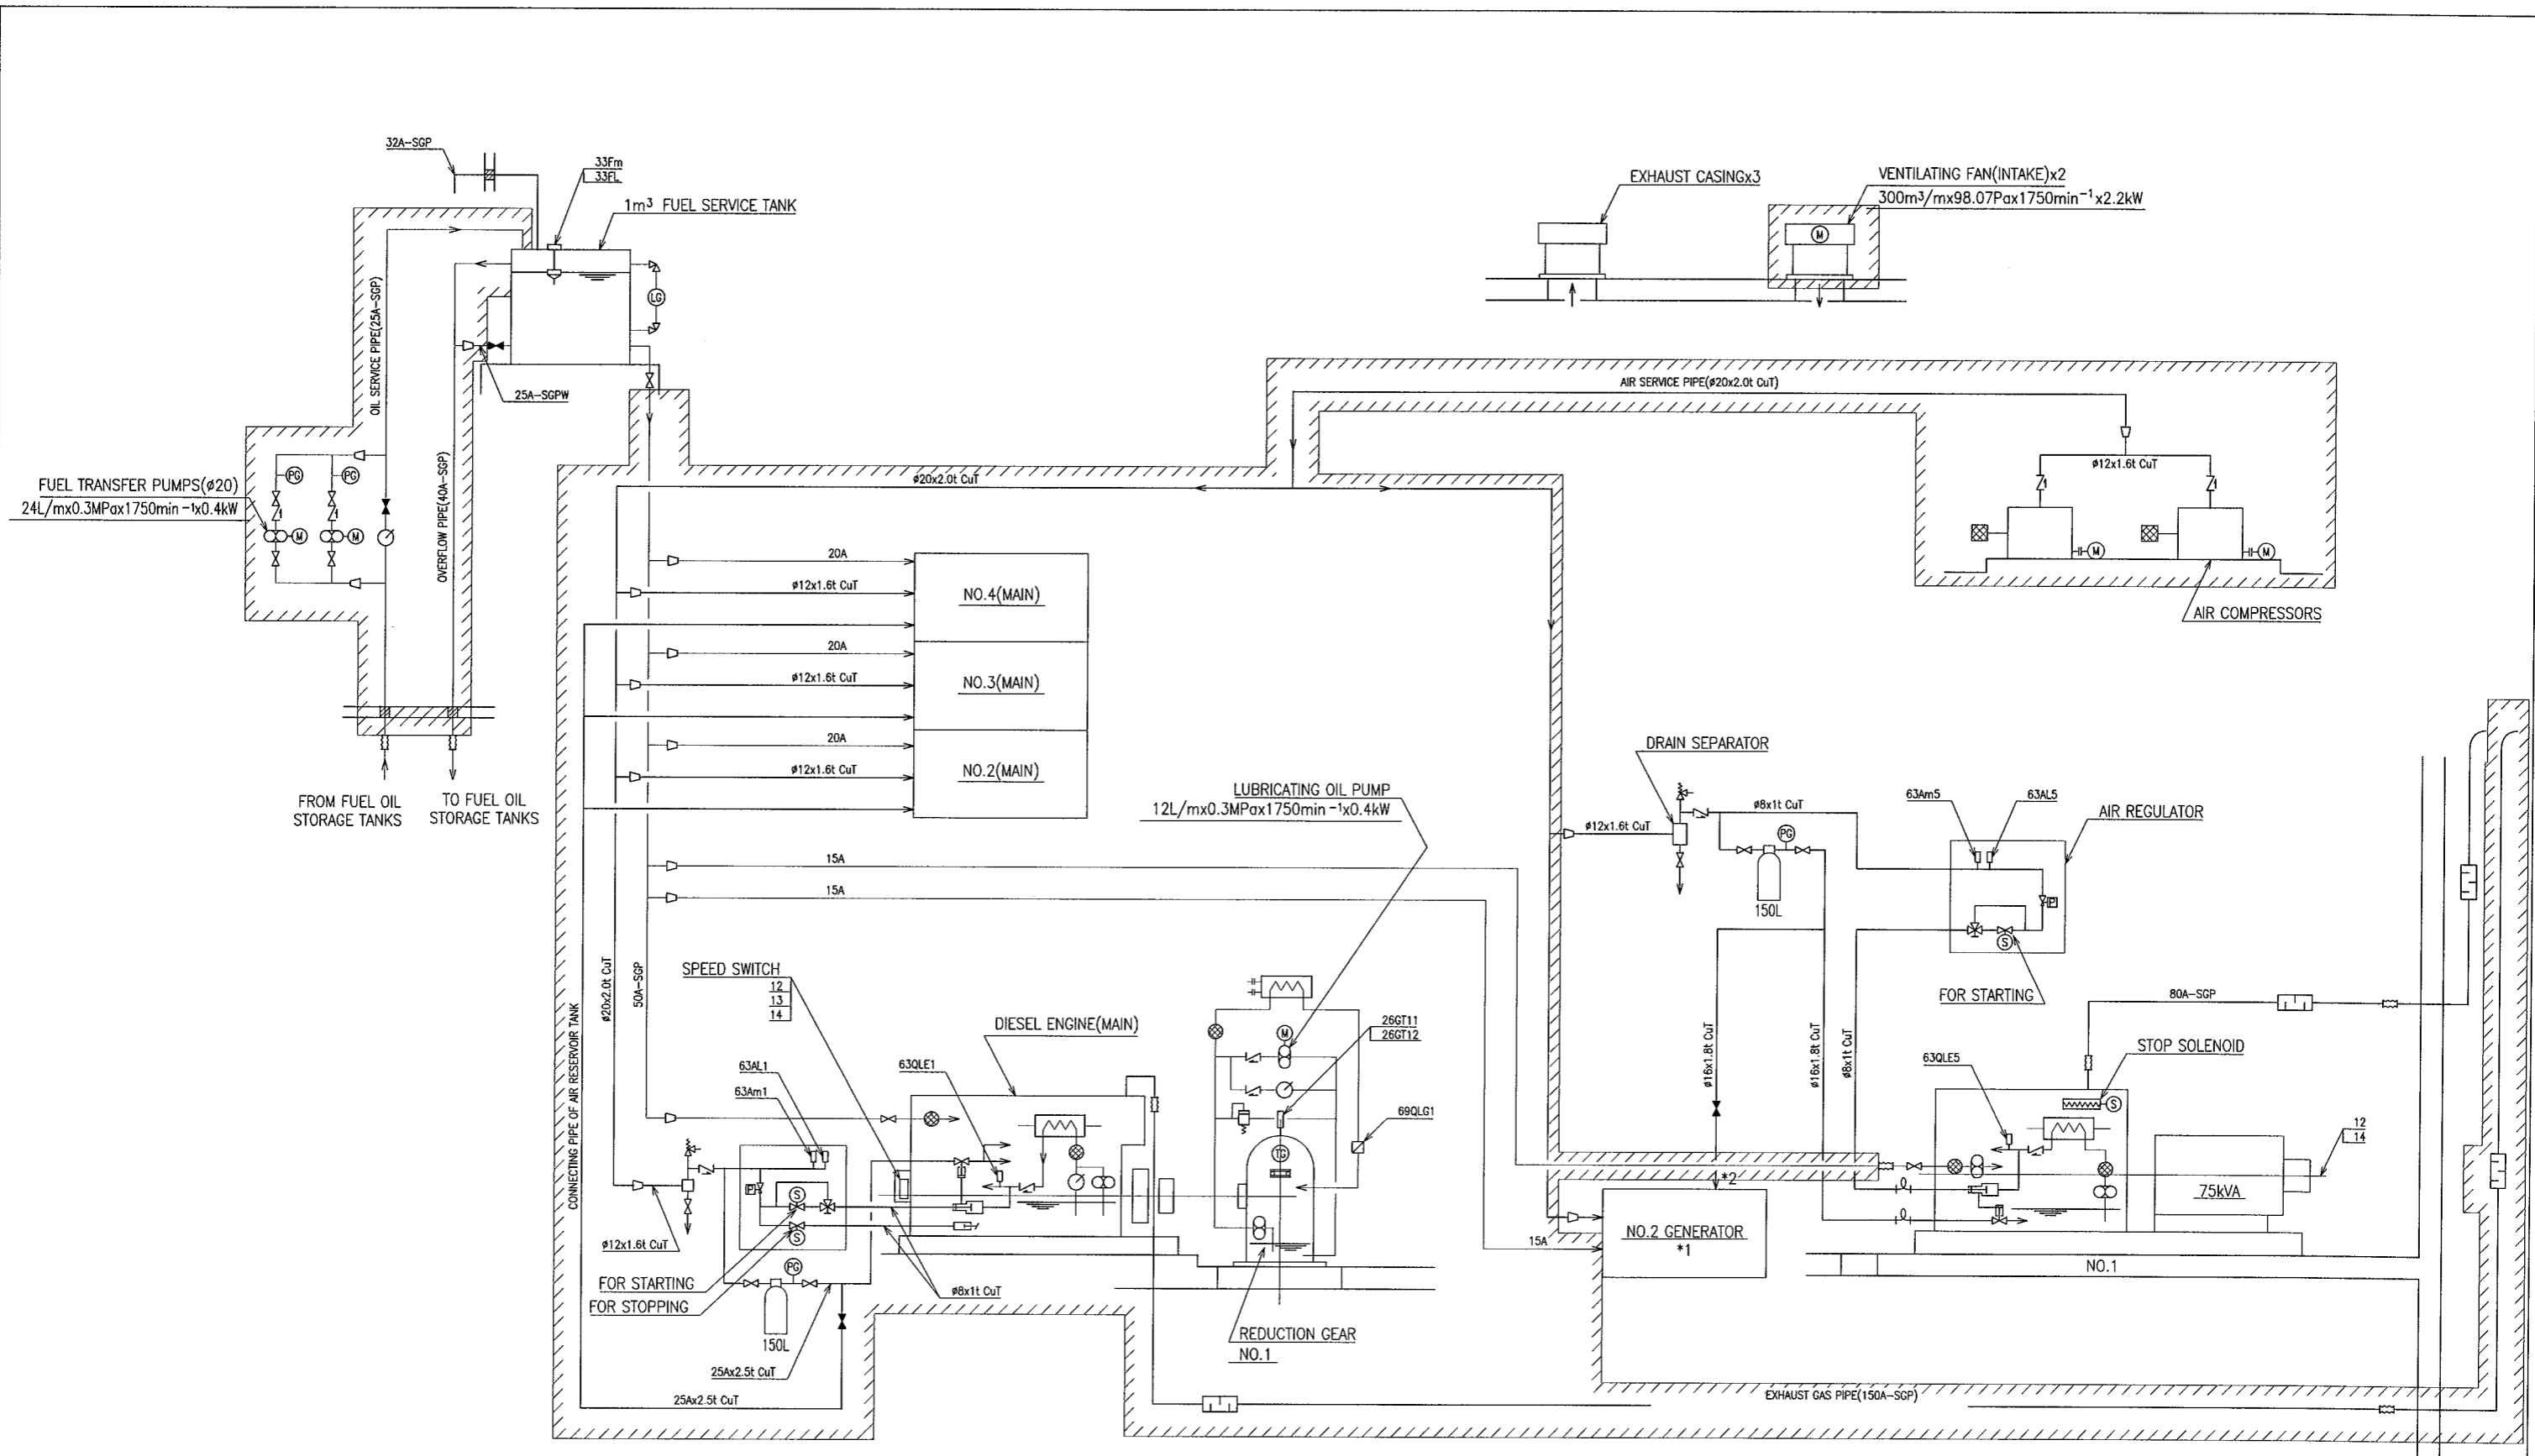 32A-SGP
33Fm
33FL
1m³ FUEL SERVICE TANK
EXHAUST CASINGx3
VENTILATING FAN(INTAKE)x2
300m³/mx98.07Pax1750min⁻¹x2.2kW
M
LG
OIL SERVICE PIPE(25A-SGP)
25A-SGPW
OVERFLOW PIPE(40A-SGP)
AIR SERVICE PIPE(ø20x2.0t CuT)
ø12x1.6t CuT
PG
PG
FUEL TRANSFER PUMPS(ø20)
24L/mx0.3MPax1750min⁻¹x0.4kW
M
M
ø20x2.0t CuT
M
M
AIR COMPRESSORS
20A
ø12x1.6t CuT
NO.4(MAIN)
20A
ø12x1.6t CuT
NO.3(MAIN)
20A
ø12x1.6t CuT
NO.2(MAIN)
FROM FUEL OIL
STORAGE TANKS
TO FUEL OIL
STORAGE TANKS
LUBRICATING OIL PUMP
12L/mx0.3MPax1750min⁻¹x0.4kW
DRAIN SEPARATOR
ø12x1.6t CuT
ø8x1t CuT
PG
150L
63Am5
63AL5
AIR REGULATOR
P
S
FOR STARTING
15A
15A
CONNECTING PIPE OF AIR RESERVOIR TANK
ø20x2.0t CuT
50A-SGP
SPEED SWITCH
12
13
14
DIESEL ENGINE(MAIN)
63QLE1
63AL1
63Am1
P
S
S
ø12x1.6t CuT
FOR STARTING
FOR STOPPING
PG
150L
25Ax2.5t CuT
25Ax2.5t CuT
ø8x1t CuT
M
26GT11
26GT12
69QLG1
TG
REDUCTION GEAR
NO.1
ø16x1.8t CuT
ø16x1.8t CuT
ø8x1t CuT
80A-SGP
63QLE5
STOP SOLENOID
S
12
14
75kVA
*2
15A
NO.2 GENERATOR
*1
NO.1
EXHAUST GAS PIPE(150A-SGP)